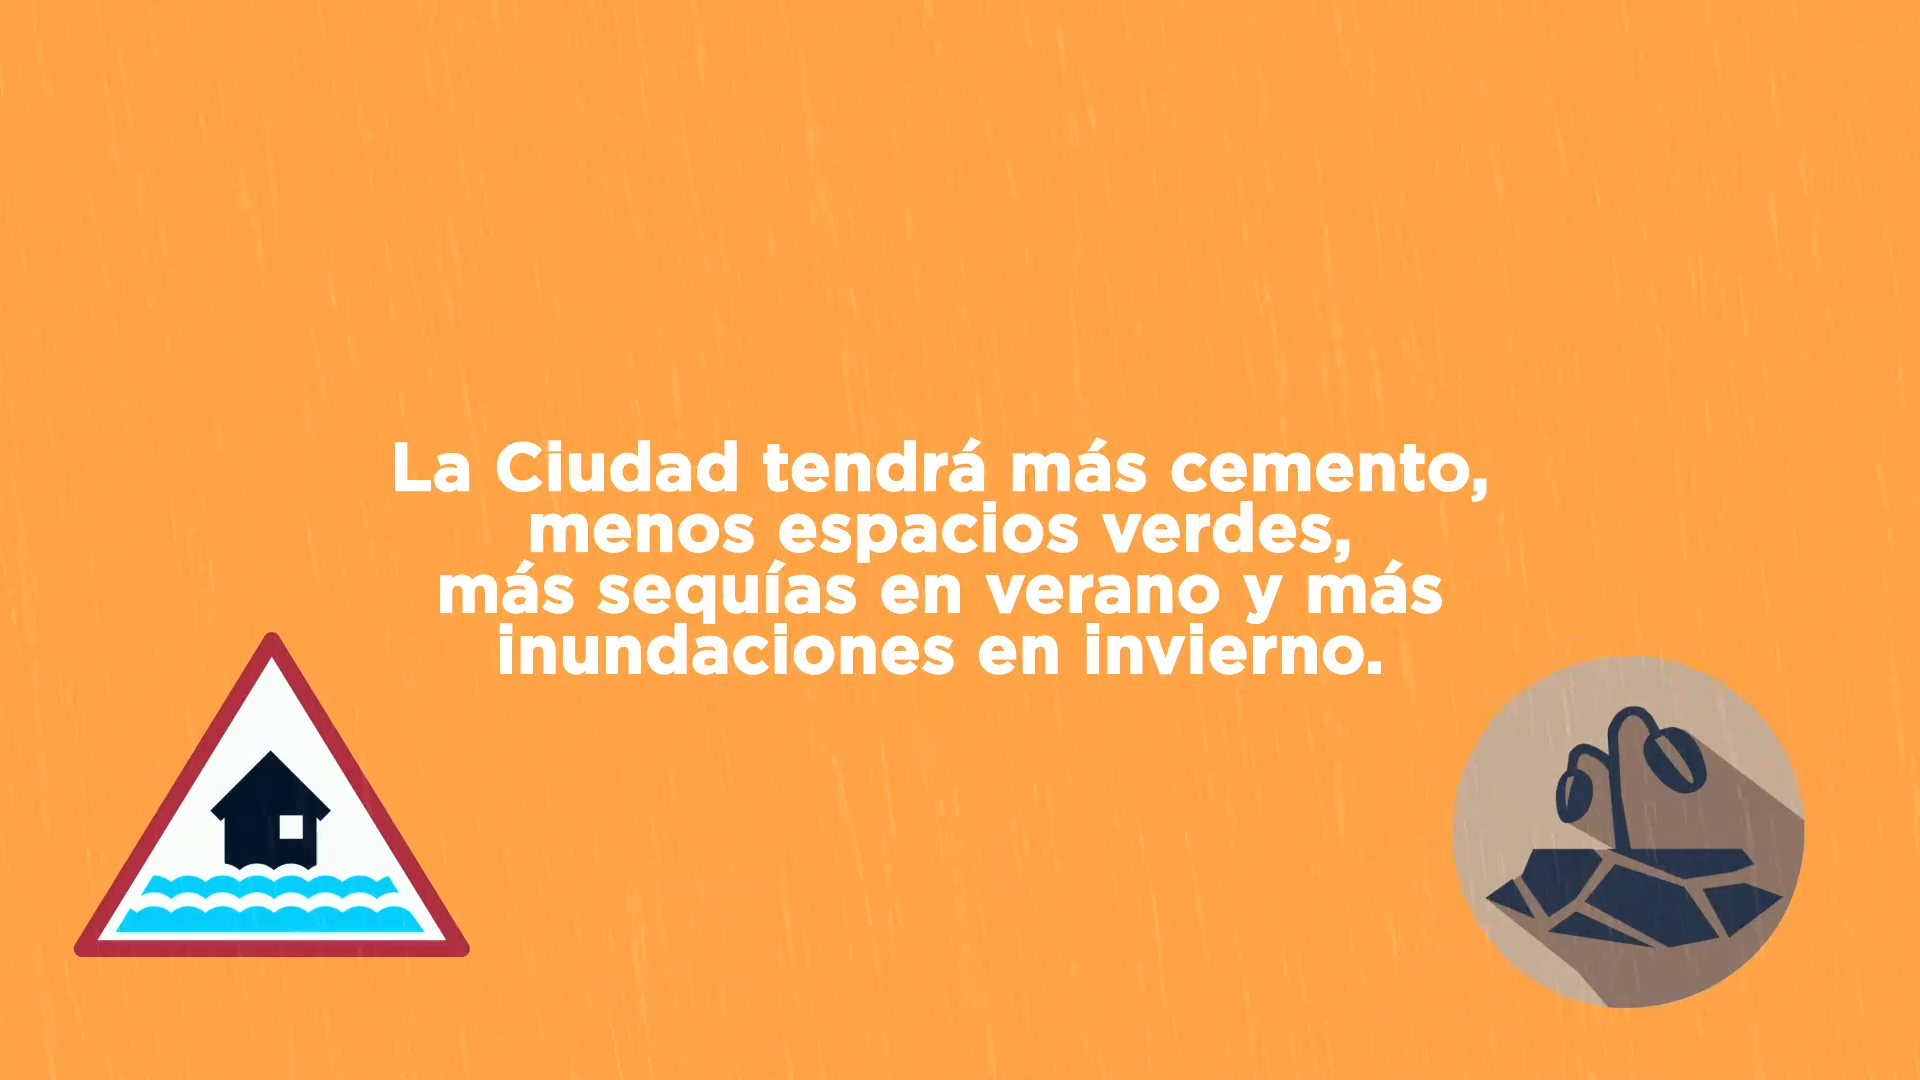 La Ciudad tendrá más cemento,
menos espacios verdes,
más sequías en verano y más
inundaciones en invierno.